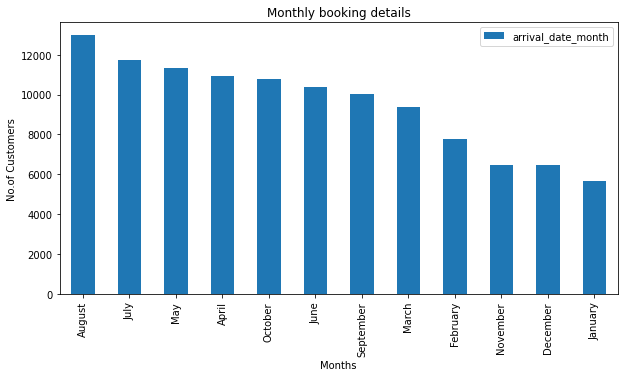 Monthly booking details
arrival_date_month
No.of Customers
12000
10000
8000
6000
4000
2000
0
August
July
May
April
October
June
September
March
February
November
December
January
Months